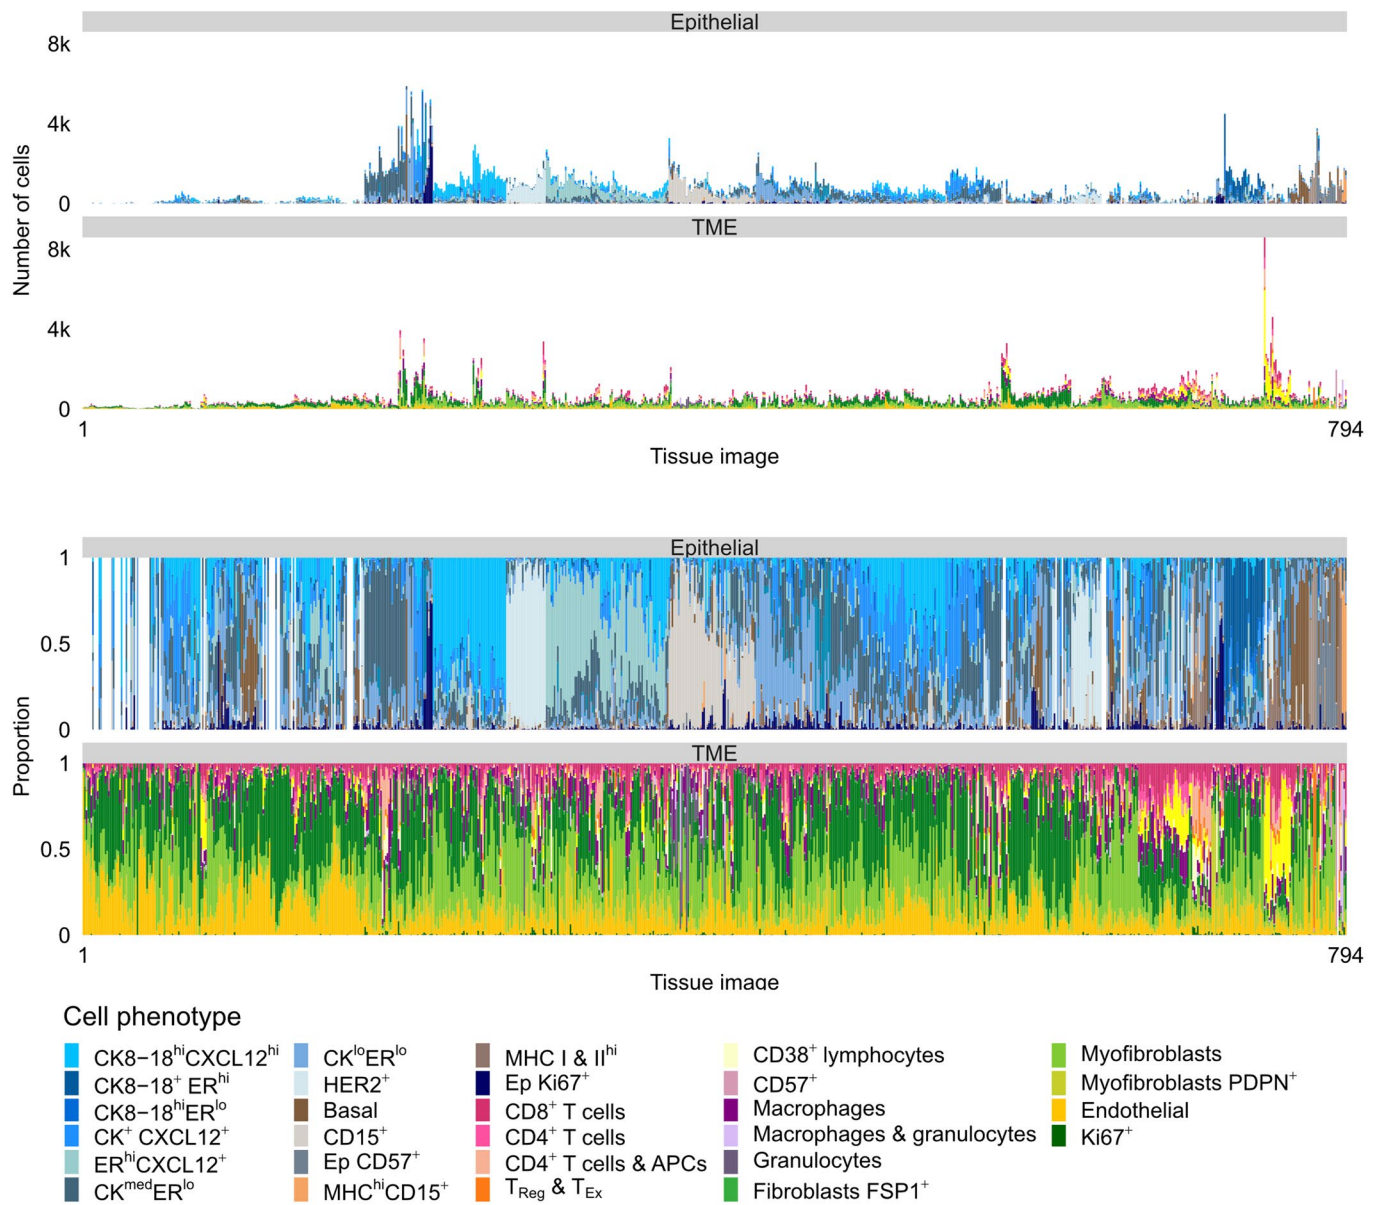 Epithelial
8k
4k
0
TME
8k
4k
0
Number of cells
1 794
Tissue image
Epithelial
1
0.5
0
TME
1
0.5
0
Proportion
1 794
Tissue image
Cell phenotype
CK8−18hiCXCL12hi
CK8−18+ ERhi
CK8−18hiERlo
CK+ CXCL12+
ERhiCXCL12+
CKmedERlo
CKloERlo
HER2+
Basal
CD15+
Ep CD57+
MHChiCD15+
MHC I & IIhi
Ep Ki67+
CD8+ T cells
CD4+ T cells
CD4+ T cells & APCs
TReg & TEx
CD38+ lymphocytes
CD57+
Macrophages
Macrophages & granulocytes
Granulocytes
Fibroblasts FSP1+
Myofibroblasts
Myofibroblasts PDPN+
Endothelial
Ki67+